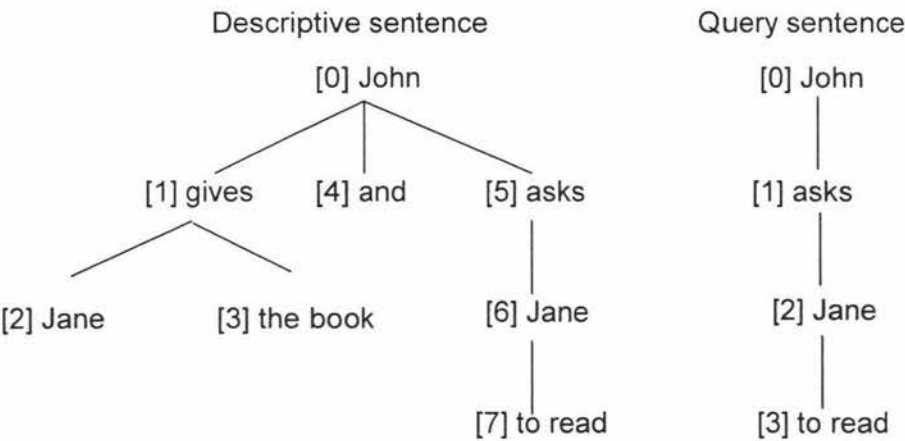 Descriptive sentence Query sentence
[0] John [0] John
[1] gives [4] and [5] asks [1] asks
[2] Jane [3] the book [6] Jane [2] Jane
[7] to read [3] to read